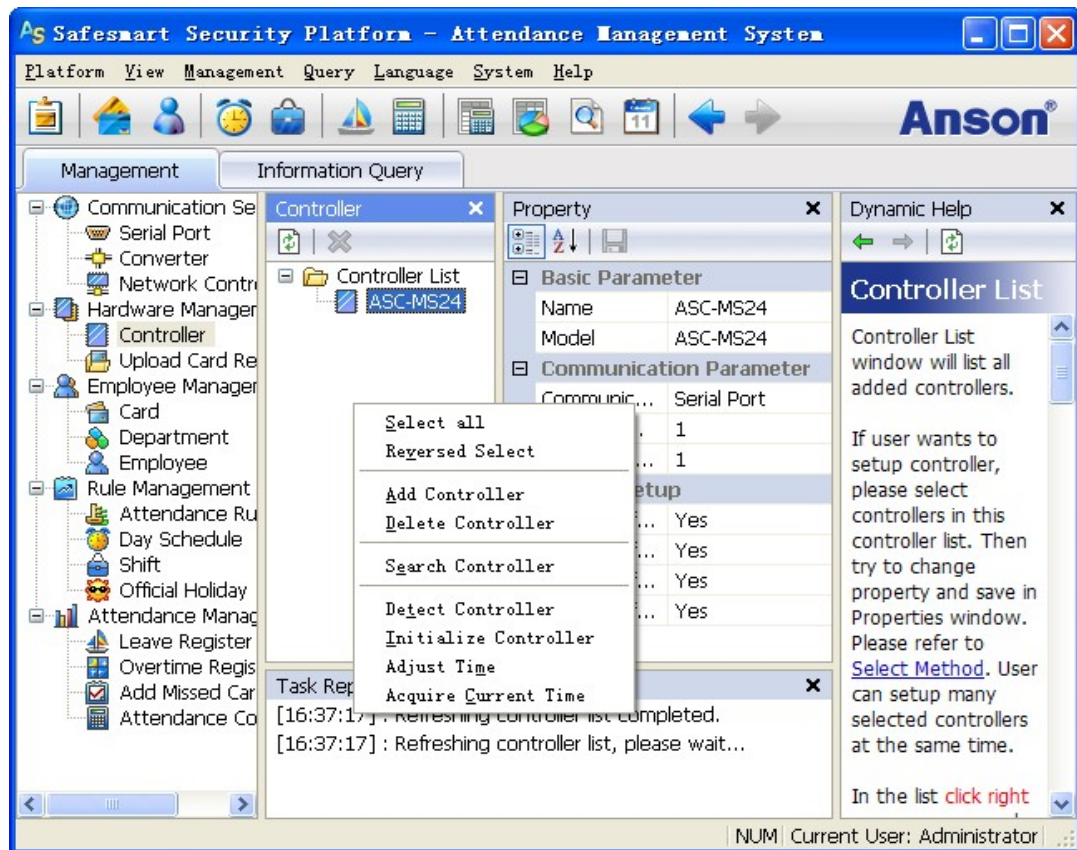 AS Safesmart Security Platform - Attendance Management System
Platform View Management Query Language System Help
11
Anson®
Management Information Query
Communication Se
Serial Port
Converter
Network Contr
Hardware Manager
Controller
Upload Card Re
Employee Manager
Card
Department
Employee
Rule Management
Attendance Ru
Day Schedule
Shift
Official Holiday
Attendance Manag
Leave Register
Overtime Regis
Add Missed Car
Attendance Co
Controller
Controller List
ASC-MS24
Select all
Reversed Select
Add Controller
Delete Controller
Search Controller
Detect Controller
Initialize Controller
Adjust Time
Acquire Current Time
Property
Basic Parameter
Name ASC-MS24
Model ASC-MS24
Communication Parameter
Communic... Serial Port
. 1
... 1
etup
... Yes
... Yes
... Yes
... Yes
Task Rep
[16:37:17] : Refreshing controller list completed.
[16:37:17] : Refreshing controller list, please wait...
Dynamic Help
Controller List
Controller List
window will list all
added controllers.
If user wants to
setup controller,
please select
controllers in this
controller list. Then
try to change
property and save in
Properties window.
Please refer to
Select Method. User
can setup many
selected controllers
at the same time.
In the list click right
NUM Current User: Administrator